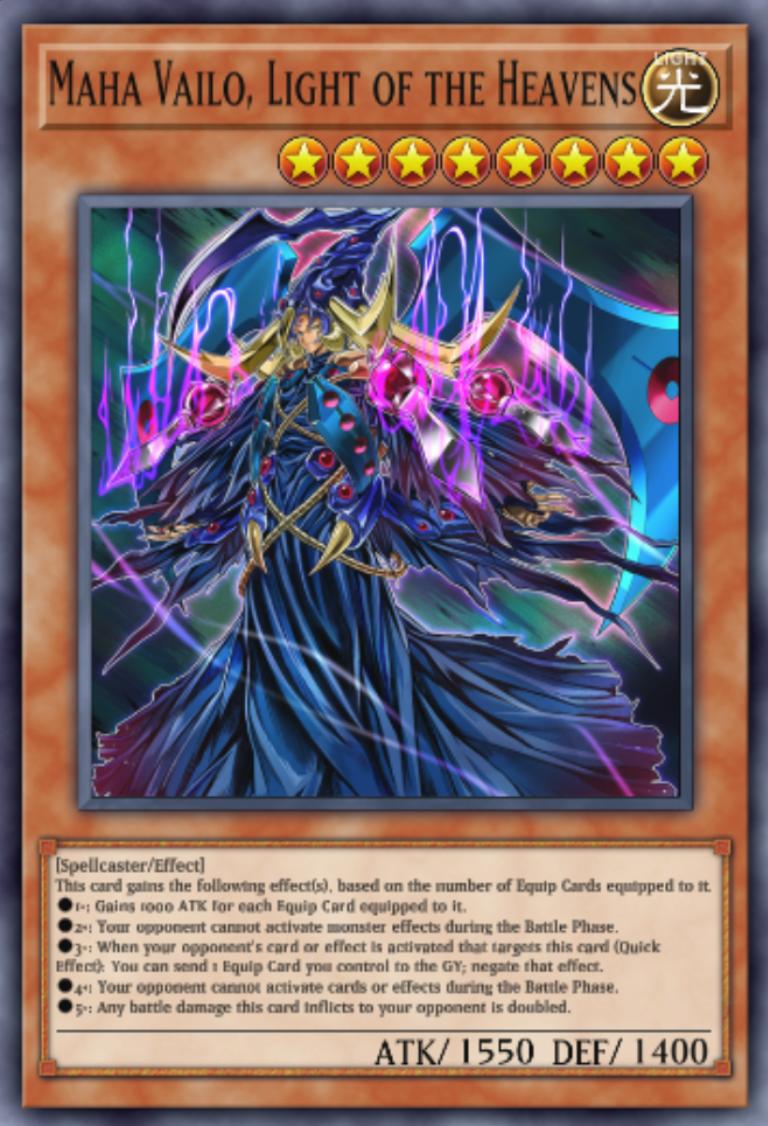 Maha Vailo, Light of the Heavens
LIGHT
光
[Spellcaster/Effect]
This card gains the following effect(s), based on the number of Equip Cards equipped to it.
●1+: Gains 1000 ATK for each Equip Card equipped to it.
●2+: Your opponent cannot activate monster effects during the Battle Phase.
●3+: When your opponent's card or effect is activated that targets this card (Quick
Effect): You can send 1 Equip Card you control to the GY; negate that effect.
●4+: Your opponent cannot activate cards or effects during the Battle Phase.
●5+: Any battle damage this card inflicts to your opponent is doubled.
ATK/ 1550 DEF/ 1400